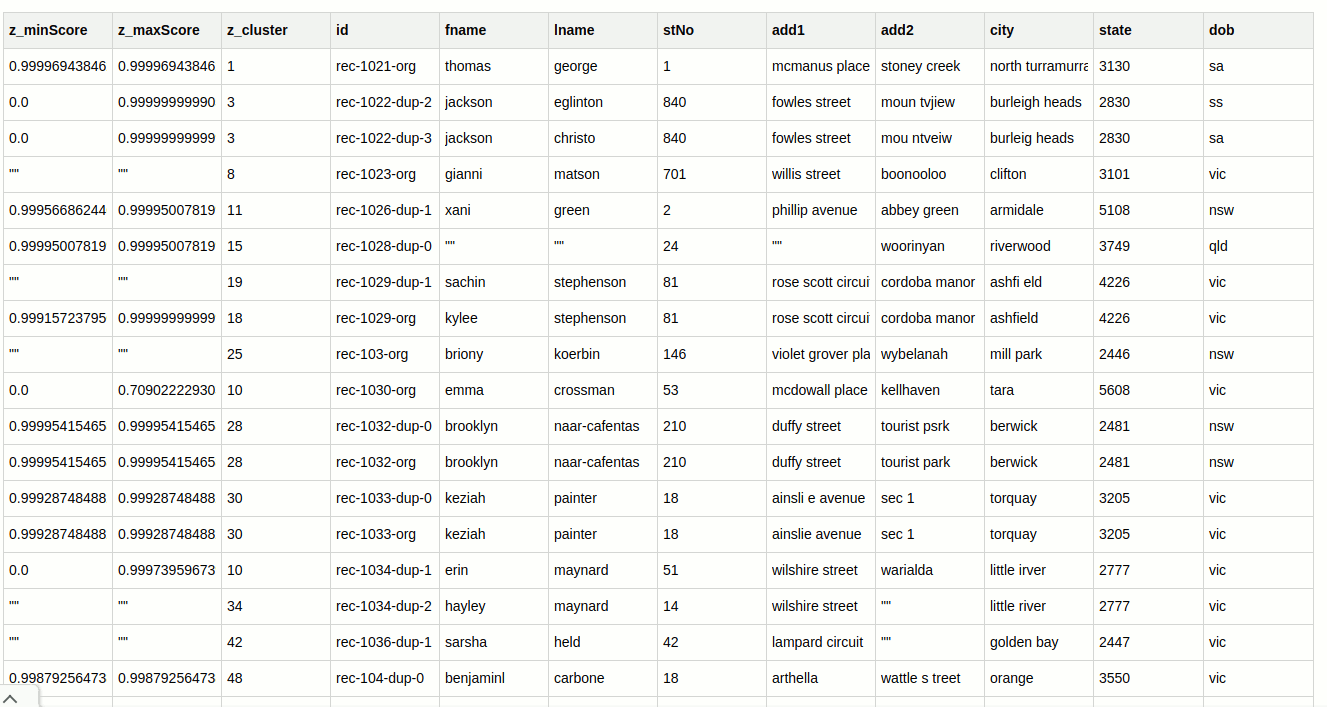 z_minScore z_maxScore z_cluster id fname lname stNo add1 add2 city state dob
0.99996943846 0.99996943846 1 rec-1021-org thomas george 1 mcmanus place stoney creek north turramurra 3130 sa
0.0 0.99999999990 3 rec-1022-dup-2 jackson eglinton 840 fowles street moun tvjiew burleigh heads 2830 ss
0.0 0.99999999999 3 rec-1022-dup-3 jackson christo 840 fowles street mou ntveiw burleig heads 2830 sa
"" "" 8 rec-1023-org gianni matson 701 willis street boonooloo clifton 3101 vic
0.99956686244 0.99995007819 11 rec-1026-dup-1 xani green 2 phillip avenue abbey green armidale 5108 nsw
0.99995007819 0.99995007819 15 rec-1028-dup-0 "" "" 24 "" woorinyan riverwood 3749 qld
"" "" 19 rec-1029-dup-1 sachin stephenson 81 rose scott circui cordoba manor ashfi eld 4226 vic
0.99915723795 0.99999999999 18 rec-1029-org kylee stephenson 81 rose scott circui cordoba manor ashfield 4226 vic
"" "" 25 rec-103-org briony koerbin 146 violet grover pla wybelanah mill park 2446 nsw
0.0 0.70902222930 10 rec-1030-org emma crossman 53 mcdowall place kellhaven tara 5608 vic
0.99995415465 0.99995415465 28 rec-1032-dup-0 brooklyn naar-cafentas 210 duffy street tourist psrk berwick 2481 nsw
0.99995415465 0.99995415465 28 rec-1032-org brooklyn naar-cafentas 210 duffy street tourist park berwick 2481 nsw
0.99928748488 0.99928748488 30 rec-1033-dup-0 keziah painter 18 ainsli e avenue sec 1 torquay 3205 vic
0.99928748488 0.99928748488 30 rec-1033-org keziah painter 18 ainslie avenue sec 1 torquay 3205 vic
0.0 0.99973959673 10 rec-1034-dup-1 erin maynard 51 wilshire street warialda little irver 2777 vic
"" "" 34 rec-1034-dup-2 hayley maynard 14 wilshire street "" little river 2777 vic
"" "" 42 rec-1036-dup-1 sarsha held 42 lampard circuit "" golden bay 2447 vic
0.99879256473 0.99879256473 48 rec-104-dup-0 benjaminl carbone 18 arthella wattle s treet orange 3550 vic